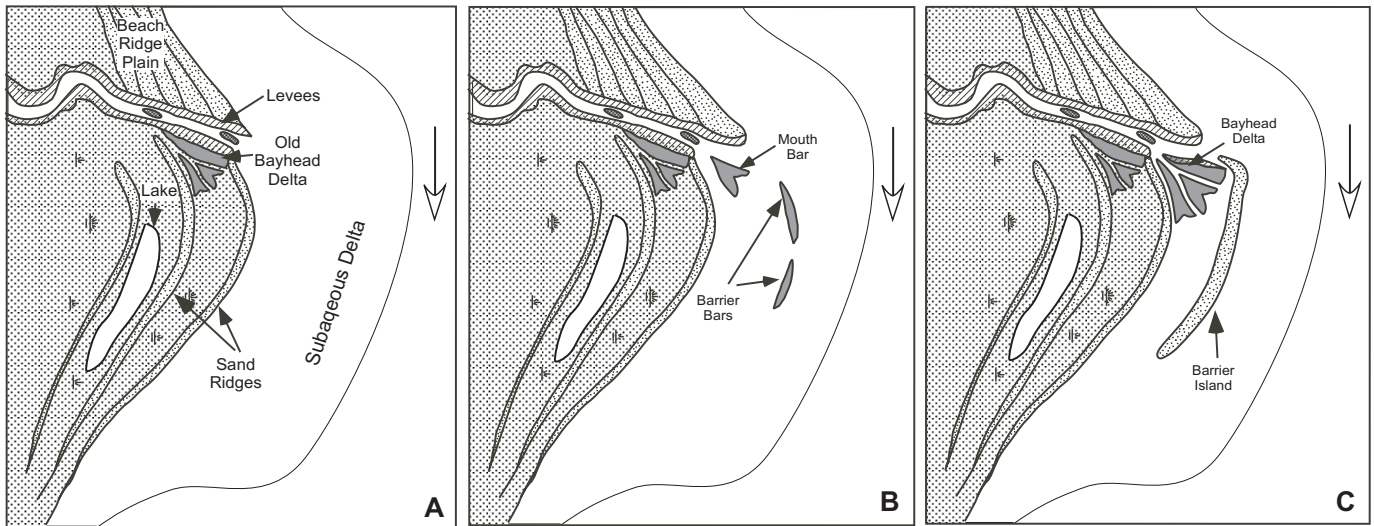 Beach
Ridge
Plain
Levees
Old
Bayhead
Delta
Lake
Subaqeous Delta
Sand
Ridges
A
Mouth
Bar
Barrier
Bars
B
Bayhead
Delta
Barrier
Island
C